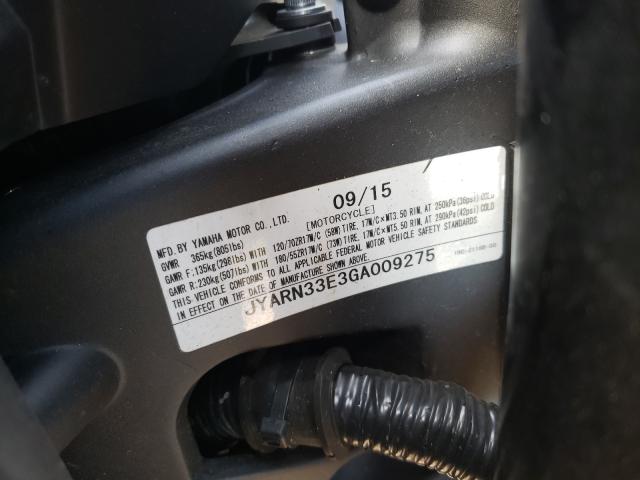 09/15
MFD. BY YAMAHA MOTOR CO., LTD. [MOTORCYCLE]
GVWR 365kg(805lbs)
GAWR F:135kg(298lbs) WITH 120/70ZR17M/C (58W) TIRE, 17M/C×MT3.50 RIM, AT 250kPa(36psi) COLD
GAWR R:230kg(507lbs) WITH 180/55ZR17M/C (73W) TIRE, 17M/C×MT5.50 RIM, AT 290kPa(42psi) COLD
THIS VEHICLE CONFORMS TO ALL APPLICABLE FEDERAL MOTOR VEHICLE SAFETY STANDARDS
IN EFFECT ON THE DATE OF MANUFACTURE SHOWN ABOVE.
JYARN33E3GA009275